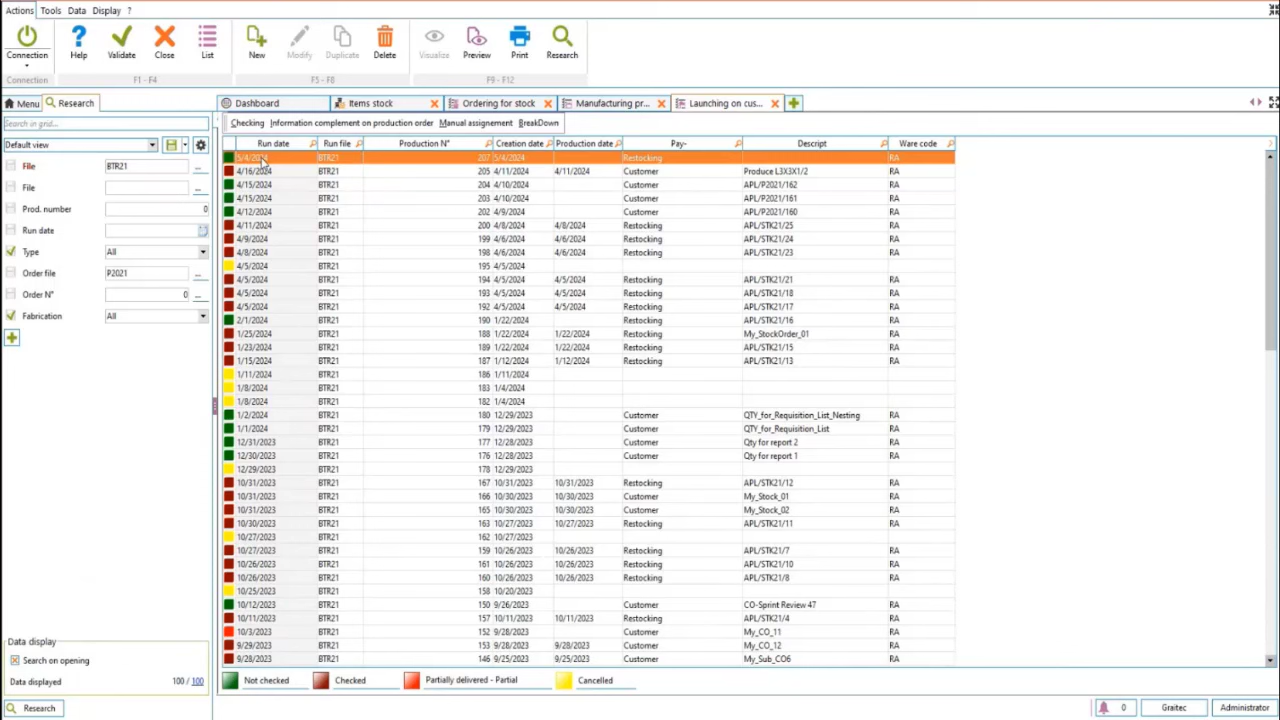 Actions Tools Data Display ?
Connection Help Validate Close List New Modify Duplicate Delete Visualize Preview Print Research
Connection F1 - F4 F5 - F8 F9 - F12
Menu Research Dashboard Items stock Ordering for stock Manufacturing pr... Launching on cus...
Search in grid...
Checking Information complement on production order Manual assignement BreakDown
Default view
Run date Run file Production N° Creation date Production date Pay- Descript Ware code
File BTR21 ...
File ...
Prod. number 0
Run date
Type All
Order file P2021 ...
Order N° 0 ...
Fabrication All
5/4/2024 BTR21 207 5/4/2024 Restocking RA
4/16/2024 BTR21 205 4/11/2024 4/11/2024 Customer Produce L3X3X1/2 RA
4/15/2024 BTR21 204 4/10/2024 Customer APL/P2021/162 RA
4/15/2024 BTR21 203 4/10/2024 Customer APL/P2021/161 RA
4/12/2024 BTR21 202 4/9/2024 Customer APL/P2021/160 RA
4/11/2024 BTR21 200 4/8/2024 4/8/2024 Restocking APL/STK21/25 RA
4/9/2024 BTR21 199 4/6/2024 4/6/2024 Restocking APL/STK21/24 RA
4/8/2024 BTR21 198 4/6/2024 4/6/2024 Restocking APL/STK21/23 RA
4/5/2024 BTR21 195 4/5/2024 RA
4/5/2024 BTR21 194 4/5/2024 4/5/2024 Restocking APL/STK21/21 RA
4/5/2024 BTR21 193 4/5/2024 4/5/2024 Restocking APL/STK21/18 RA
4/5/2024 BTR21 192 4/5/2024 4/5/2024 Restocking APL/STK21/17 RA
2/1/2024 BTR21 190 1/22/2024 Restocking APL/STK21/16 RA
1/25/2024 BTR21 188 1/22/2024 1/22/2024 Restocking My_StockOrder_01 RA
1/23/2024 BTR21 189 1/22/2024 1/22/2024 Restocking APL/STK21/15 RA
1/15/2024 BTR21 187 1/12/2024 1/12/2024 Restocking APL/STK21/13 RA
1/11/2024 BTR21 186 1/11/2024 RA
1/8/2024 BTR21 183 1/4/2024 RA
1/8/2024 BTR21 182 1/4/2024 RA
1/2/2024 BTR21 180 12/29/2023 Customer QTY_for_Requisition_List_Nesting RA
1/1/2024 BTR21 179 12/29/2023 Customer QTY_for_Requisition_List RA
12/31/2023 BTR21 177 12/28/2023 Customer Qty for report 2 RA
12/30/2023 BTR21 176 12/28/2023 Customer Qty for report 1 RA
12/29/2023 BTR21 178 12/29/2023 RA
10/31/2023 BTR21 167 10/31/2023 10/31/2023 Restocking APL/STK21/12 RA
10/31/2023 BTR21 166 10/30/2023 10/30/2023 Customer My_Stock_01 RA
10/31/2023 BTR21 165 10/30/2023 10/31/2023 Customer My_Stock_02 RA
10/30/2023 BTR21 163 10/27/2023 10/27/2023 Restocking APL/STK21/11 RA
10/27/2023 BTR21 162 10/27/2023 RA
10/27/2023 BTR21 159 10/26/2023 10/26/2023 Restocking APL/STK21/7 RA
10/26/2023 BTR21 161 10/26/2023 10/26/2023 Restocking APL/STK21/10 RA
10/26/2023 BTR21 160 10/26/2023 10/26/2023 Restocking APL/STK21/8 RA
10/25/2023 BTR21 158 10/20/2023 RA
10/12/2023 BTR21 150 9/26/2023 Customer CO-Sprint Review 47 RA
10/11/2023 BTR21 157 10/11/2023 10/11/2023 Restocking APL/STK21/4 RA
10/3/2023 BTR21 152 9/28/2023 Customer My_CO_11 RA
9/29/2023 BTR21 153 9/28/2023 9/28/2023 Customer My_CO_12 RA
9/28/2023 BTR21 146 9/25/2023 9/25/2023 Customer My_Sub_CO6 RA
Data display
Search on opening
Data displayed 100 / 100
Not checked Checked Partially delivered - Partial Cancelled
Research 0 Graitec Administrator